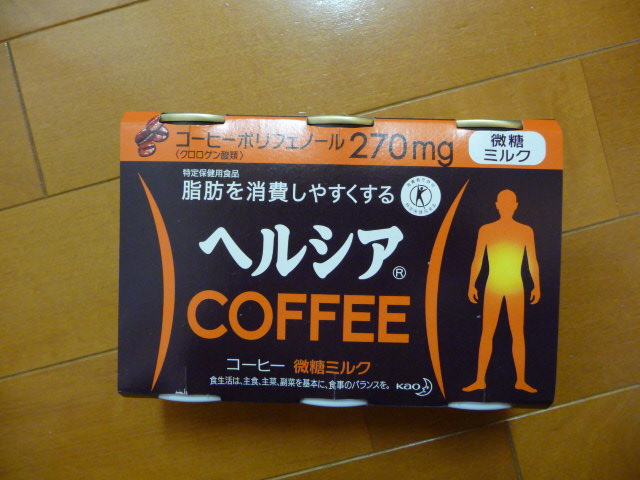 コーヒーポリフェノール 270mg
(クロロゲン酸類)
微糖
ミルク
特定保健用食品
脂肪を消費しやすくする
ヘルシア®
COFFEE
コーヒー 微糖ミルク
食生活は、主食、主菜、副菜を基本に、食事のバランスを。
Kao